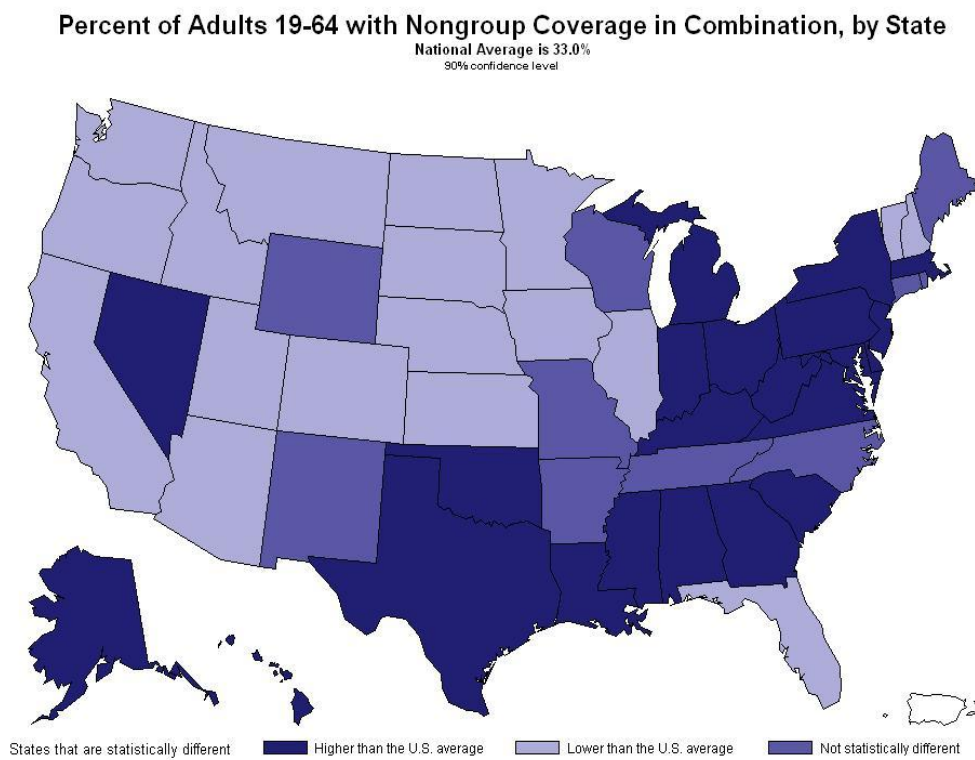 Percent of Adults 19-64 with Nongroup Coverage in Combination, by State
National Average is 33.0%
90% confidence level
States that are statistically different
Higher than the U.S. average
Lower than the U.S. average
Not statistically different